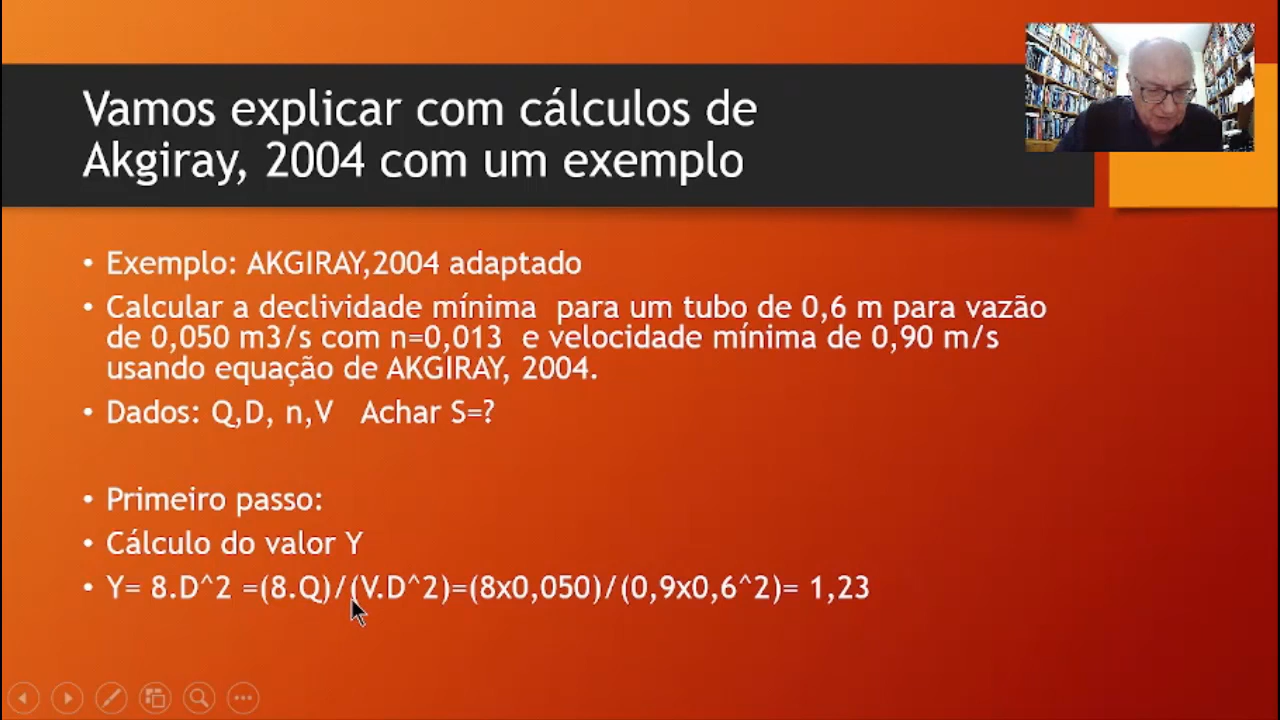 Vamos explicar com cálculos de
Akgiray, 2004 com um exemplo
• Exemplo: AKGIRAY,2004 adaptado
• Calcular a declividade mínima para um tubo de 0,6 m para vazão
de 0,050 m3/s com n=0,013 e velocidade mínima de 0,90 m/s
usando equação de AKGIRAY, 2004.
• Dados: Q,D, n,V Achar S=?
• Primeiro passo:
• Cálculo do valor Y
• Y= 8.D^2 =(8.Q)/(V.D^2)=(8x0,050)/(0,9x0,6^2)= 1,23